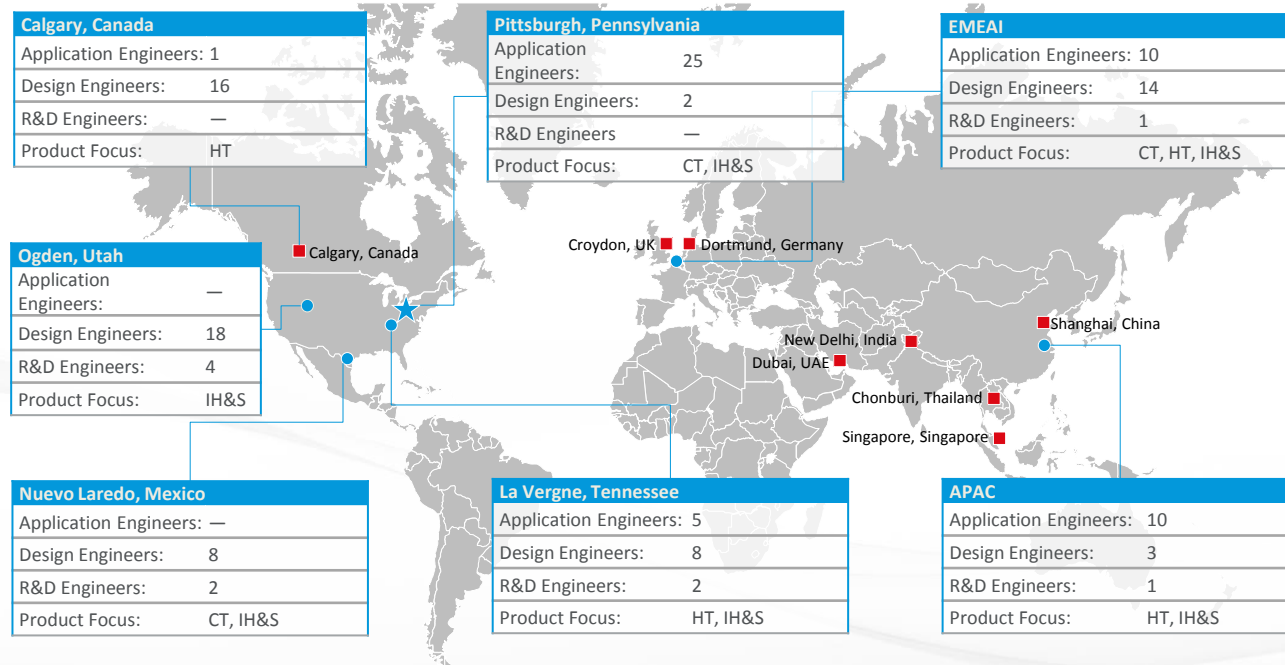 Calgary, Canada
Application Engineers: 1
Design Engineers: 16
R&D Engineers: —
Product Focus: HT
Pittsburgh, Pennsylvania
Application
Engineers: 25
Design Engineers: 2
R&D Engineers —
Product Focus: CT, IH&S
EMEAI
Application Engineers: 10
Design Engineers: 14
R&D Engineers: 1
Product Focus: CT, HT, IH&S
Ogden, Utah
Application
Engineers: —
Design Engineers: 18
R&D Engineers: 4
Product Focus: IH&S
Calgary, Canada
Croydon, UK
Dortmund, Germany
Shanghai, China
New Delhi, India
Dubai, UAE
Chonburi, Thailand
Singapore, Singapore
Nuevo Laredo, Mexico
Application Engineers: —
Design Engineers: 8
R&D Engineers: 2
Product Focus: CT, IH&S
La Vergne, Tennessee
Application Engineers: 5
Design Engineers: 8
R&D Engineers: 2
Product Focus: HT, IH&S
APAC
Application Engineers: 10
Design Engineers: 3
R&D Engineers: 1
Product Focus: HT, IH&S